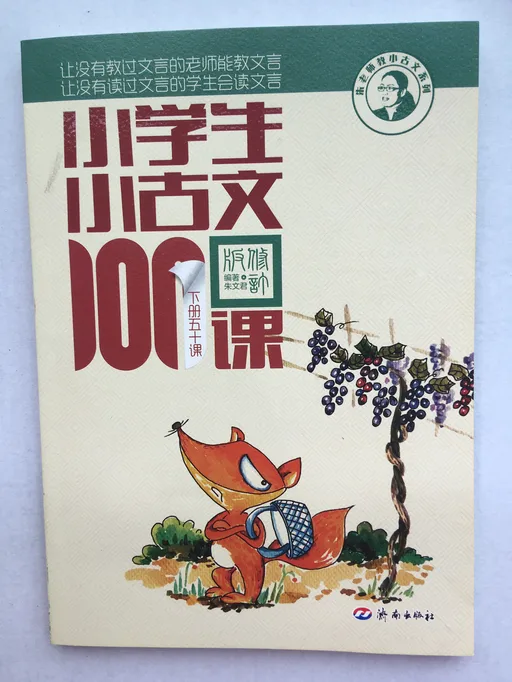 让没有教过文言的老师能教文言
让没有读过文言的学生会读文言
朱老师教小古文系列
小学生
小古文
100课
修订版
编著
朱文君
下册五十课
济南出版社